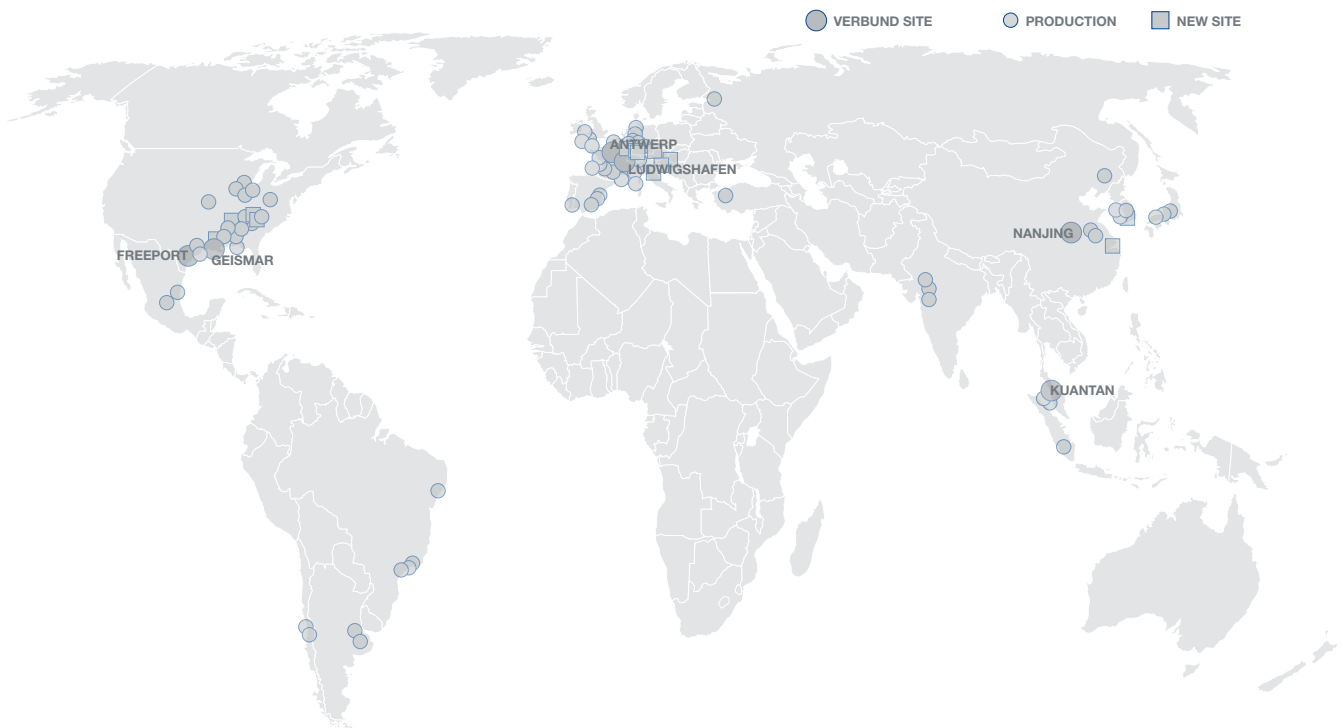 VERBUND SITE
PRODUCTION
NEW SITE
ANTWERP
LUDWIGSHAFEN
NANJING
FREEPORT
GEISMAR
KUANTAN